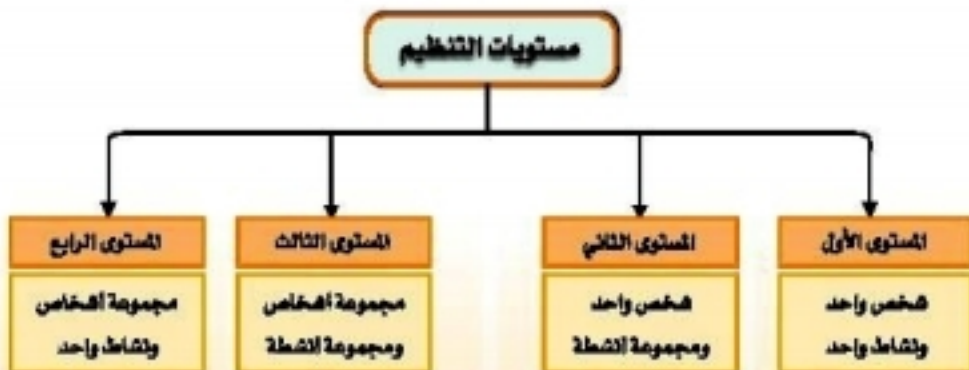 مستويات التنظيم
المستوى الأول
شخص واحد
ونشاط واحد
المستوى الثاني
شخص واحد
ومجموعة أنشطة
المستوى الثالث
مجموعة أشخاص
ومجموعة أنشطة
المستوى الرابع
مجموعة أشخاص
ونشاط واحد